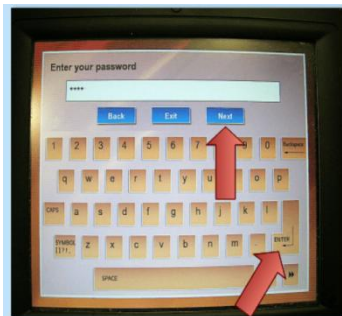 Enter your password
****
Back Exit Next
1 2 3 4 5 6 7 9 0 Backspace
q w e r t y u o p
CAPS a s d f g h j k l
SYMBOL z x c v b n m . ENTER
[]!?,
SPACE